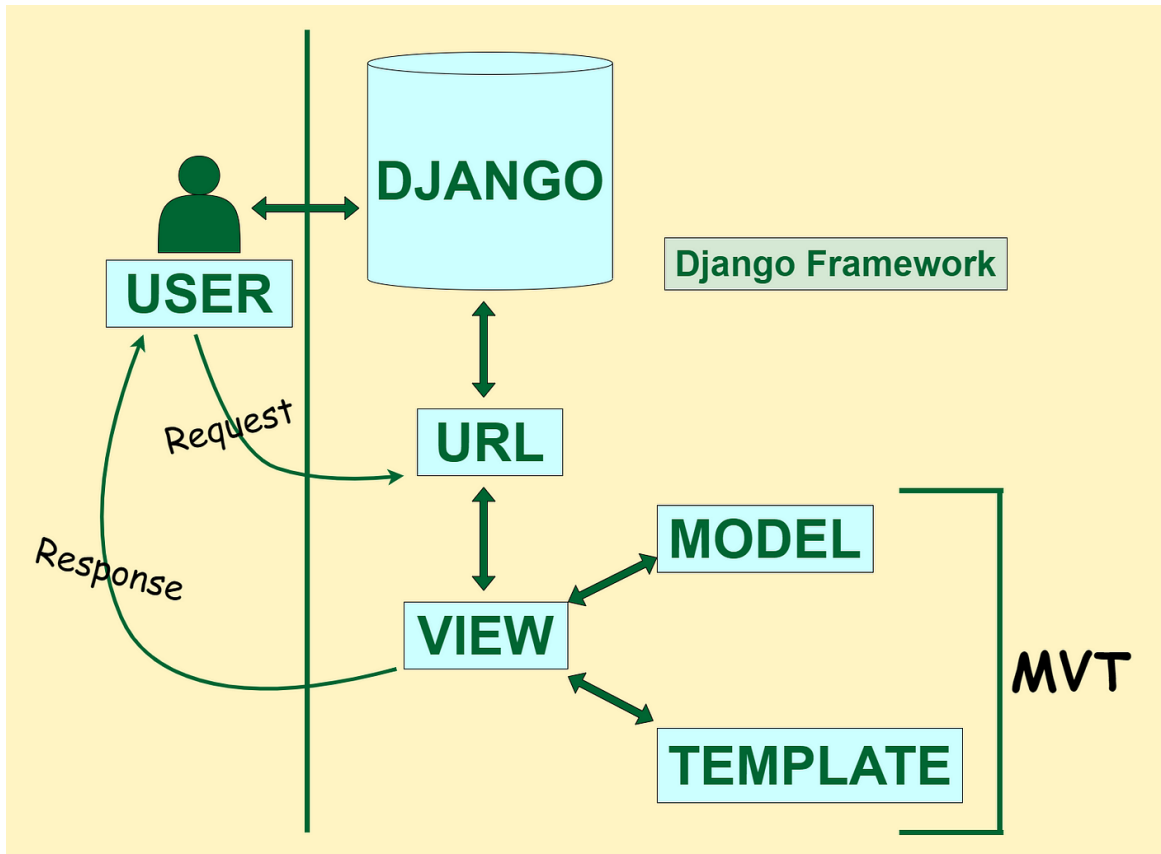 DJANGO
USER
Django Framework
Request
URL
Response
MODEL
VIEW
MVT
TEMPLATE